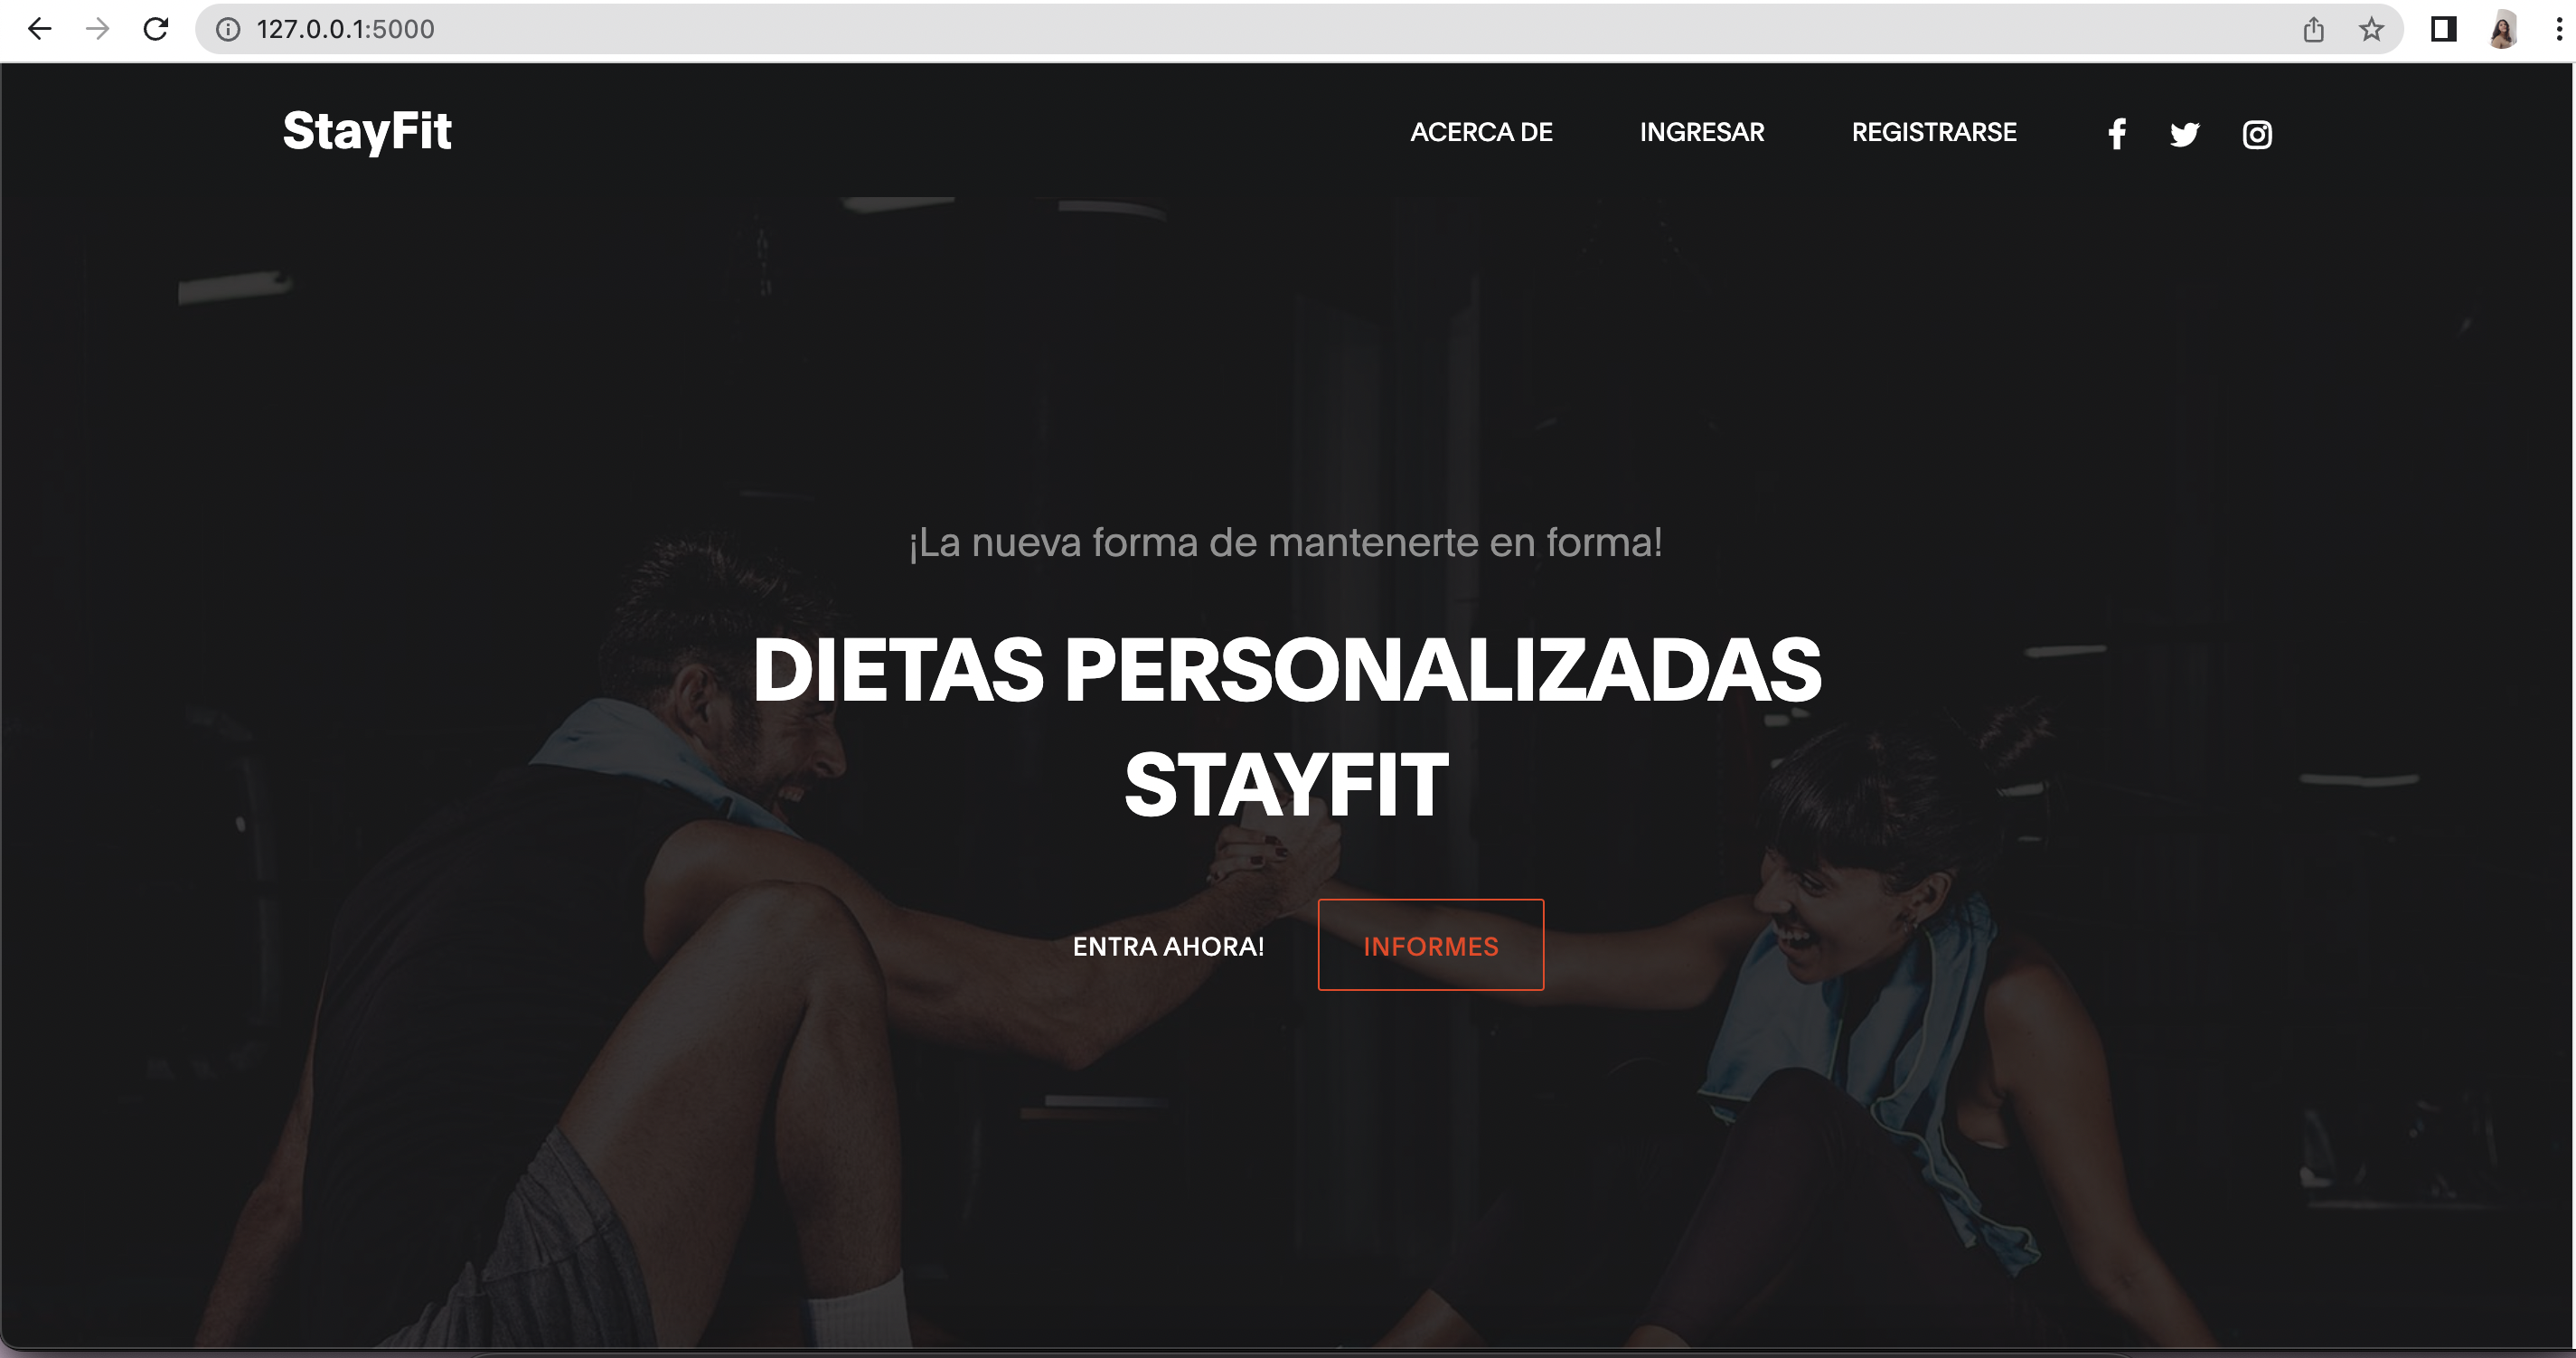 127.0.0.1:5000
StayFit
ACERCA DE
INGRESAR
REGISTRARSE
¡La nueva forma de mantenerte en forma!
DIETAS PERSONALIZADAS
STAYFIT
ENTRA AHORA!
INFORMES